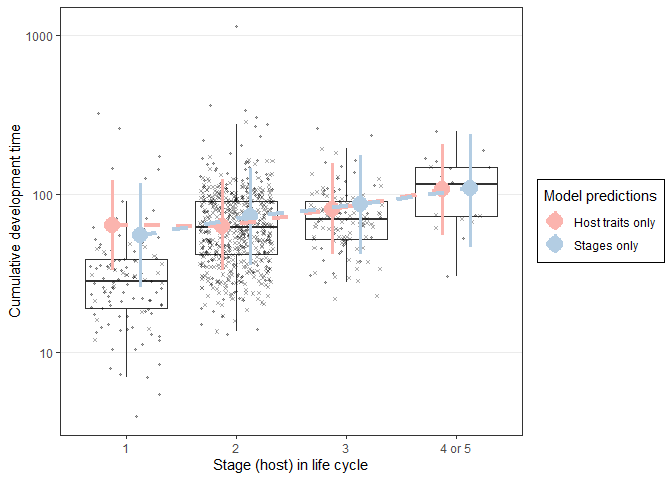 1000
100
10
Cumulative development time
1
2
3
4 or 5
Stage (host) in life cycle
Model predictions
Host traits only
Stages only